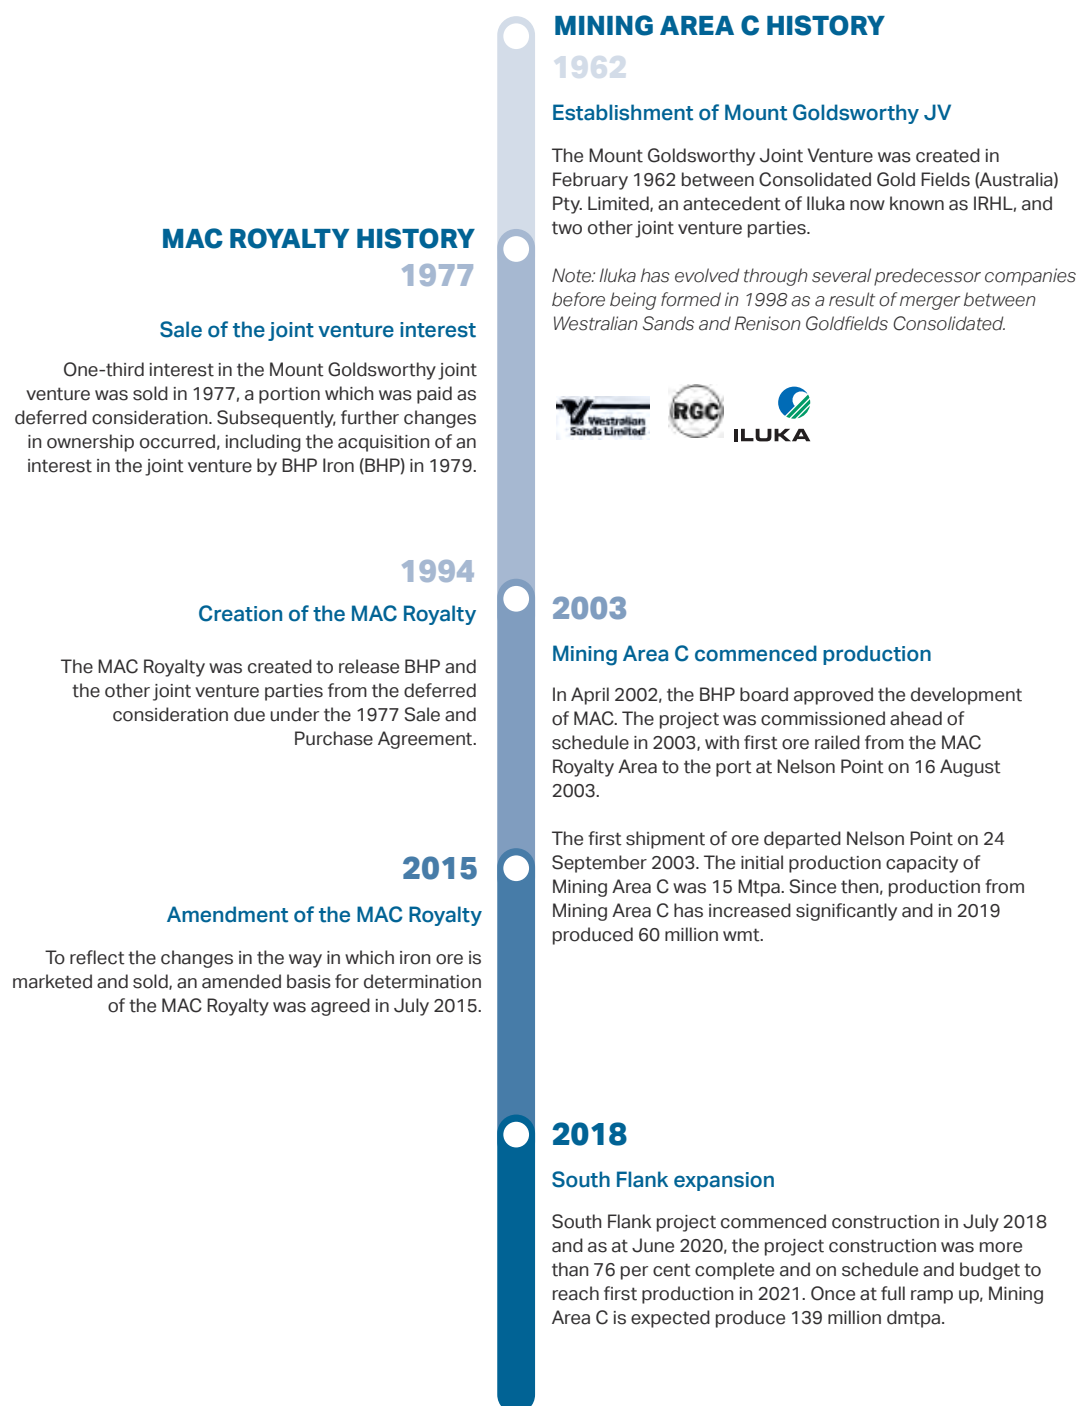 MINING AREA C HISTORY
1962
Establishment of Mount Goldsworthy JV
The Mount Goldsworthy Joint Venture was created in
February 1962 between Consolidated Gold Fields (Australia)
Pty. Limited, an antecedent of Iluka now known as IRHL, and
two other joint venture parties.
Note: Iluka has evolved through several predecessor companies
before being formed in 1998 as a result of merger between
Westralian Sands and Renison Goldfields Consolidated.
Westralian
Sands Limited
RGC
ILUKA
MAC ROYALTY HISTORY
1977
Sale of the joint venture interest
One-third interest in the Mount Goldsworthy joint
venture was sold in 1977, a portion which was paid as
deferred consideration. Subsequently, further changes
in ownership occurred, including the acquisition of an
interest in the joint venture by BHP Iron (BHP) in 1979.
1994
Creation of the MAC Royalty
The MAC Royalty was created to release BHP and
the other joint venture parties from the deferred
consideration due under the 1977 Sale and
Purchase Agreement.
2003
Mining Area C commenced production
In April 2002, the BHP board approved the development
of MAC. The project was commissioned ahead of
schedule in 2003, with first ore railed from the MAC
Royalty Area to the port at Nelson Point on 16 August
2003.
The first shipment of ore departed Nelson Point on 24
September 2003. The initial production capacity of
Mining Area C was 15 Mtpa. Since then, production from
Mining Area C has increased significantly and in 2019
produced 60 million wmt.
2015
Amendment of the MAC Royalty
To reflect the changes in the way in which iron ore is
marketed and sold, an amended basis for determination
of the MAC Royalty was agreed in July 2015.
2018
South Flank expansion
South Flank project commenced construction in July 2018
and as at June 2020, the project construction was more
than 76 per cent complete and on schedule and budget to
reach first production in 2021. Once at full ramp up, Mining
Area C is expected produce 139 million dmtpa.